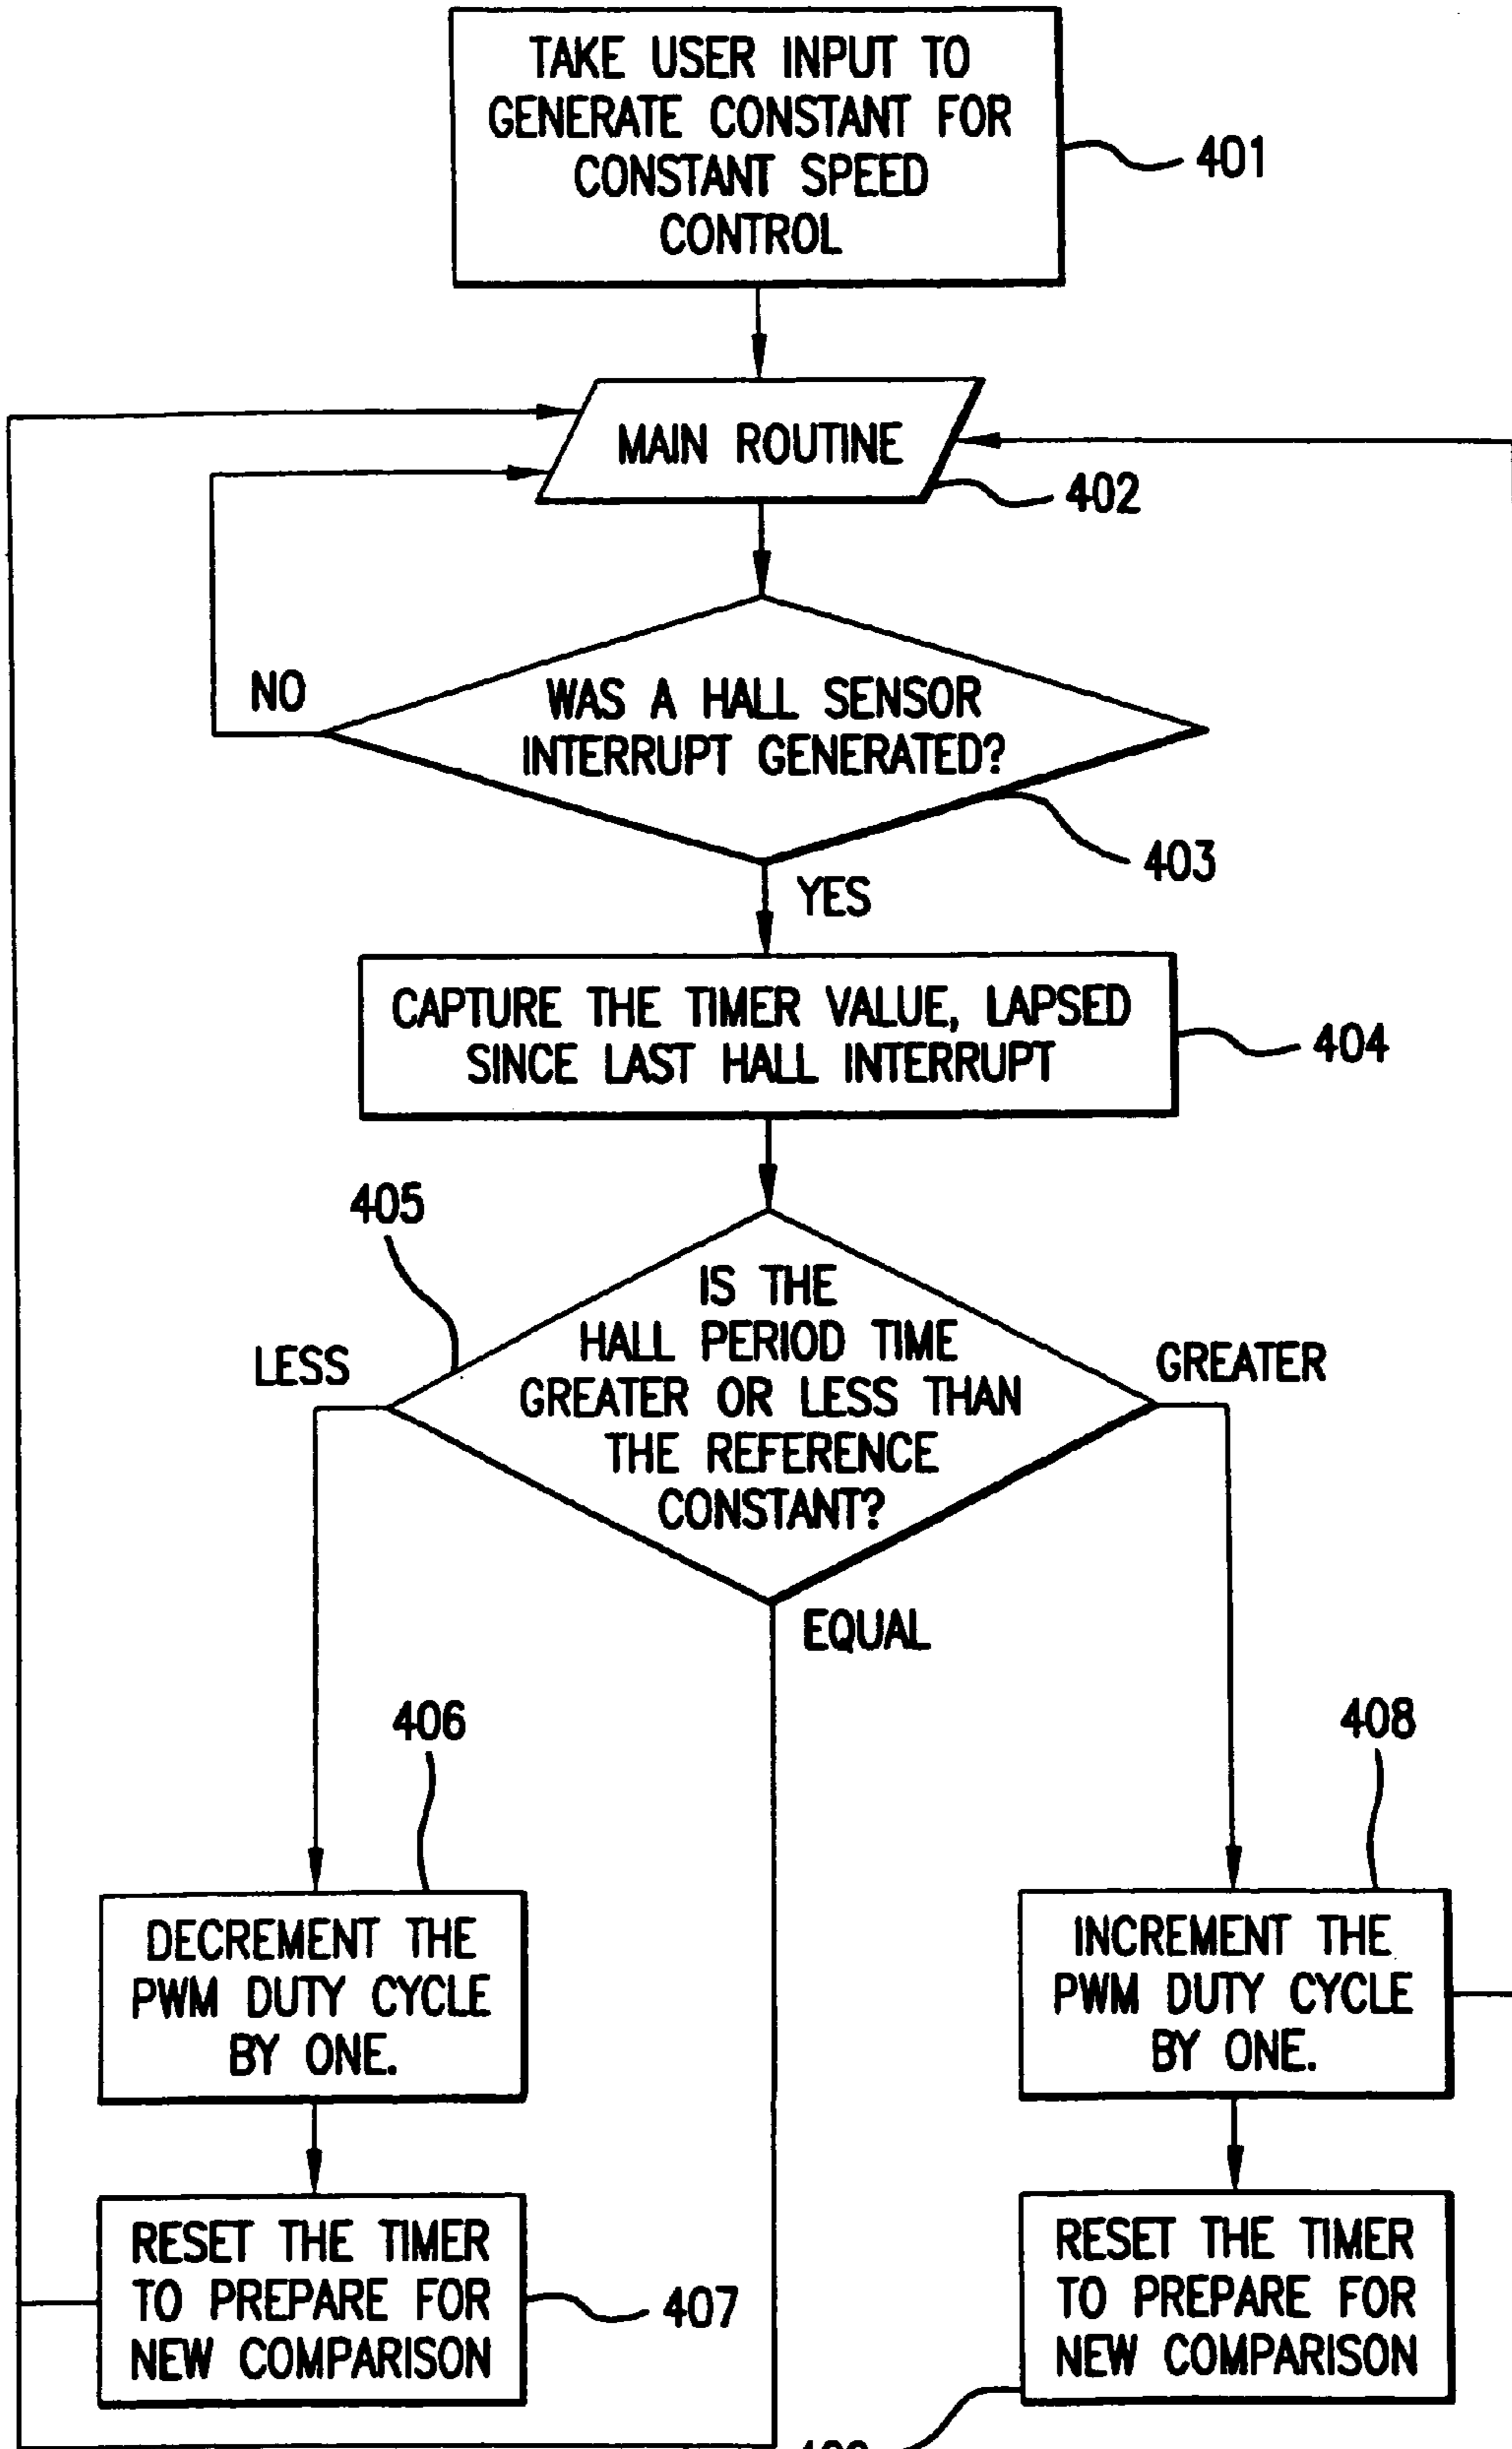 TAKE USER INPUT TO
GENERATE CONSTANT FOR
CONSTANT SPEED
CONTROL
401
MAIN ROUTINE
402
NO
WAS A HALL SENSOR
INTERRUPT GENERATED?
403
YES
CAPTURE THE TIMER VALUE, LAPSED
SINCE LAST HALL INTERRUPT
404
405
LESS
IS THE
HALL PERIOD TIME
GREATER OR LESS THAN
THE REFERENCE
CONSTANT?
GREATER
EQUAL
406
408
DECREMENT THE
PWM DUTY CYCLE
BY ONE.
INCREMENT THE
PWM DUTY CYCLE
BY ONE.
RESET THE TIMER
TO PREPARE FOR
NEW COMPARISON
407
RESET THE TIMER
TO PREPARE FOR
NEW COMPARISON